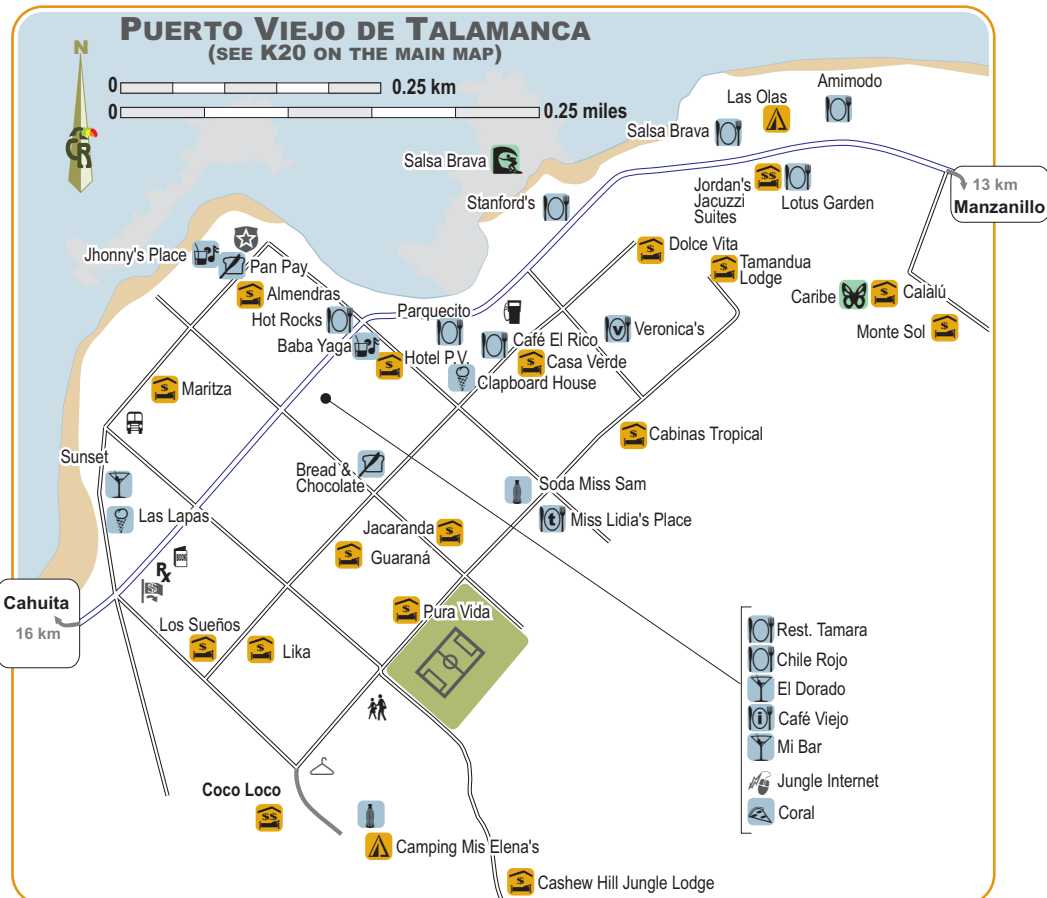 PUERTO VIEJO DE TALAMANCA
(SEE K20 ON THE MAIN MAP)
N
0
0.25 km
0
0.25 miles
CR
Amimodo
Las Olas
Salsa Brava
Salsa Brava
Stanford's
Jordan's
Jacuzzi
Suites
Lotus Garden
13 km
Manzanillo
Jhonny's Place
Pan Pay
Almendras
Hot Rocks
Parquecito
Dolce Vita
Tamandua
Lodge
Caribe
Calalú
Monte Sol
Baba Yaga
Hotel P.V.
Café El Rico
Veronica's
Casa Verde
Clapboard House
Maritza
Cabinas Tropical
Sunset
Bread &
Chocolate
Soda Miss Sam
Las Lapas
Miss Lidia's Place
Jacaranda
Guaraná
BOOK
Rx
Cahuita
16 km
Pura Vida
Los Sueños
Lika
Rest. Tamara
Chile Rojo
El Dorado
Café Viejo
Mi Bar
Jungle Internet
Coral
Coco Loco
Camping Mis Elena's
Cashew Hill Jungle Lodge